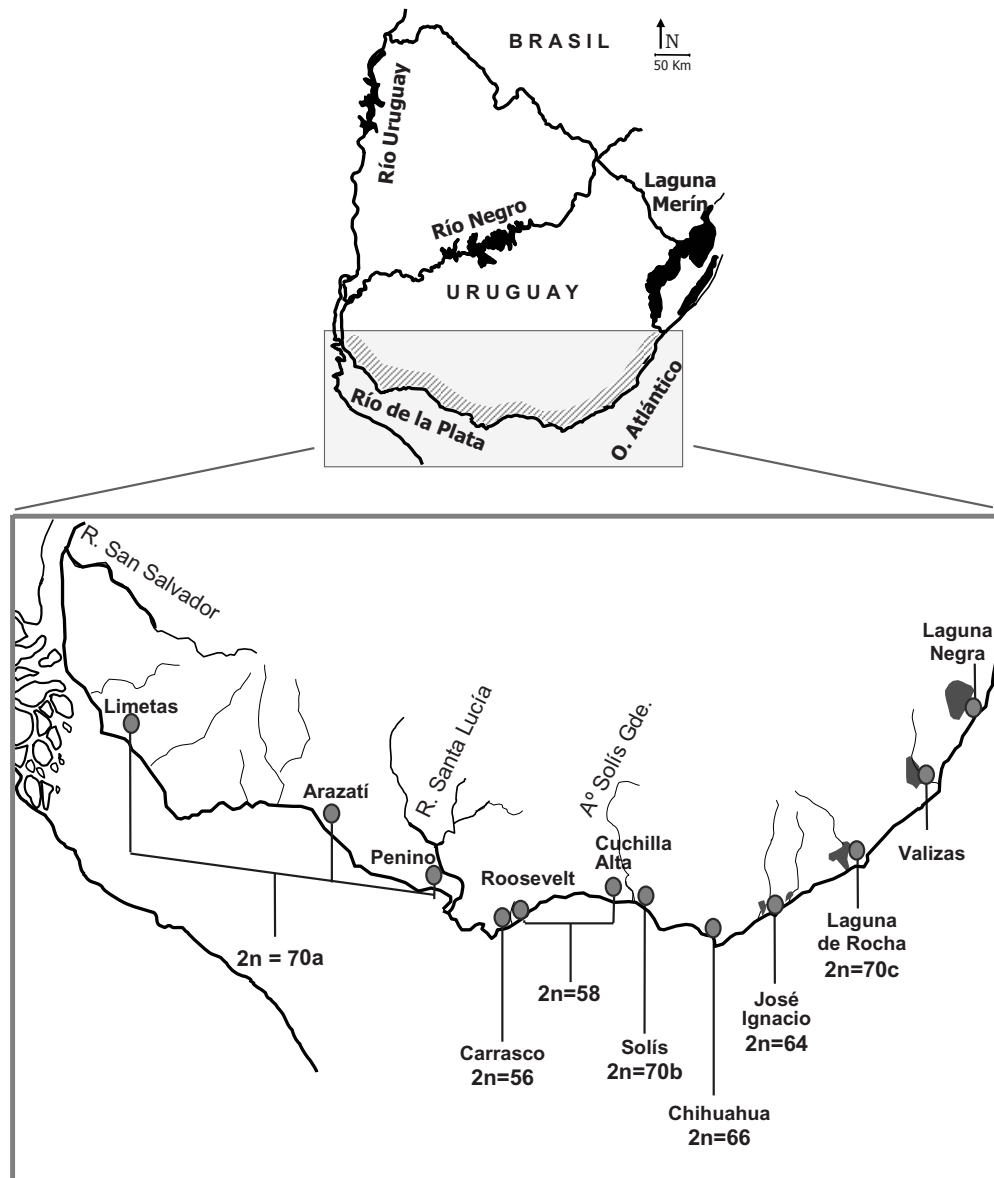 BRASIL
N
50 Km
Río Uruguay
Laguna
Merín
Río Negro
URUGUAY
Río de la Plata
O. Atlántico
R. San Salvador
Laguna
Negra
Limetas
R. Santa Lucía
Aº Solís Gde.
Arazatí
Cuchilla
Alta
Penino
Roosevelt
Valizas
Laguna
de Rocha
2n=70c
2n = 70a
2n=58
José
Ignacio
2n=64
Carrasco
2n=56
Solís
2n=70b
Chihuahua
2n=66